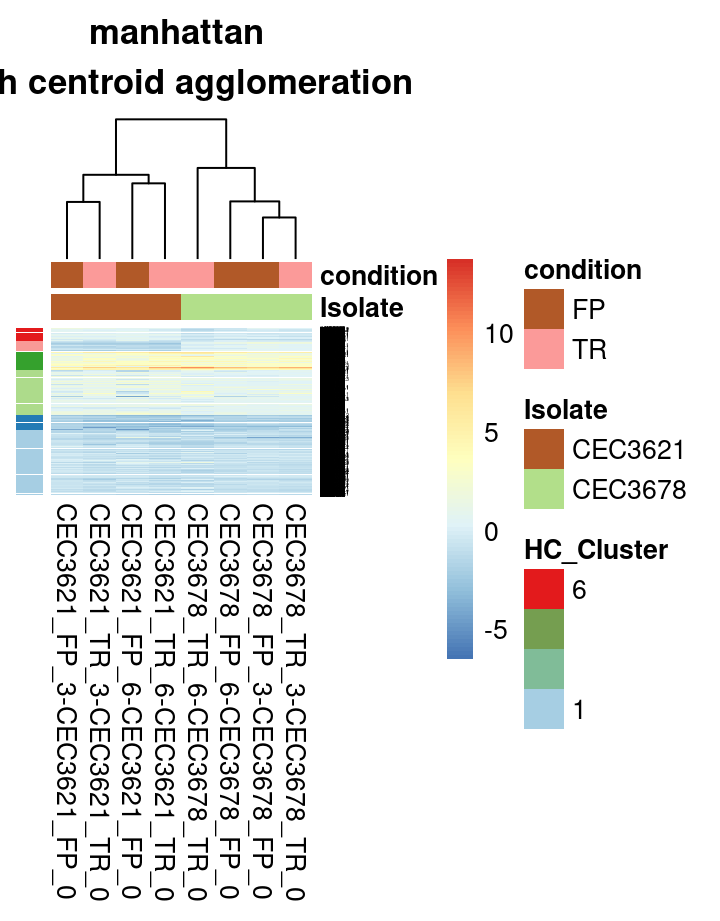 manhattan
h centroid agglomeration
condition
Isolate
10
5
0
-5
condition
FP
TR
Isolate
CEC3621
CEC3678
HC_Cluster
6
1
CEC3621_FP_3-CEC3621_FP_0
CEC3621_TR_3-CEC3621_TR_0
CEC3621_FP_6-CEC3621_FP_0
CEC3621_TR_6-CEC3621_TR_0
CEC3678_TR_6-CEC3678_TR_0
CEC3678_FP_6-CEC3678_FP_0
CEC3678_FP_3-CEC3678_FP_0
CEC3678_TR_3-CEC3678_TR_0